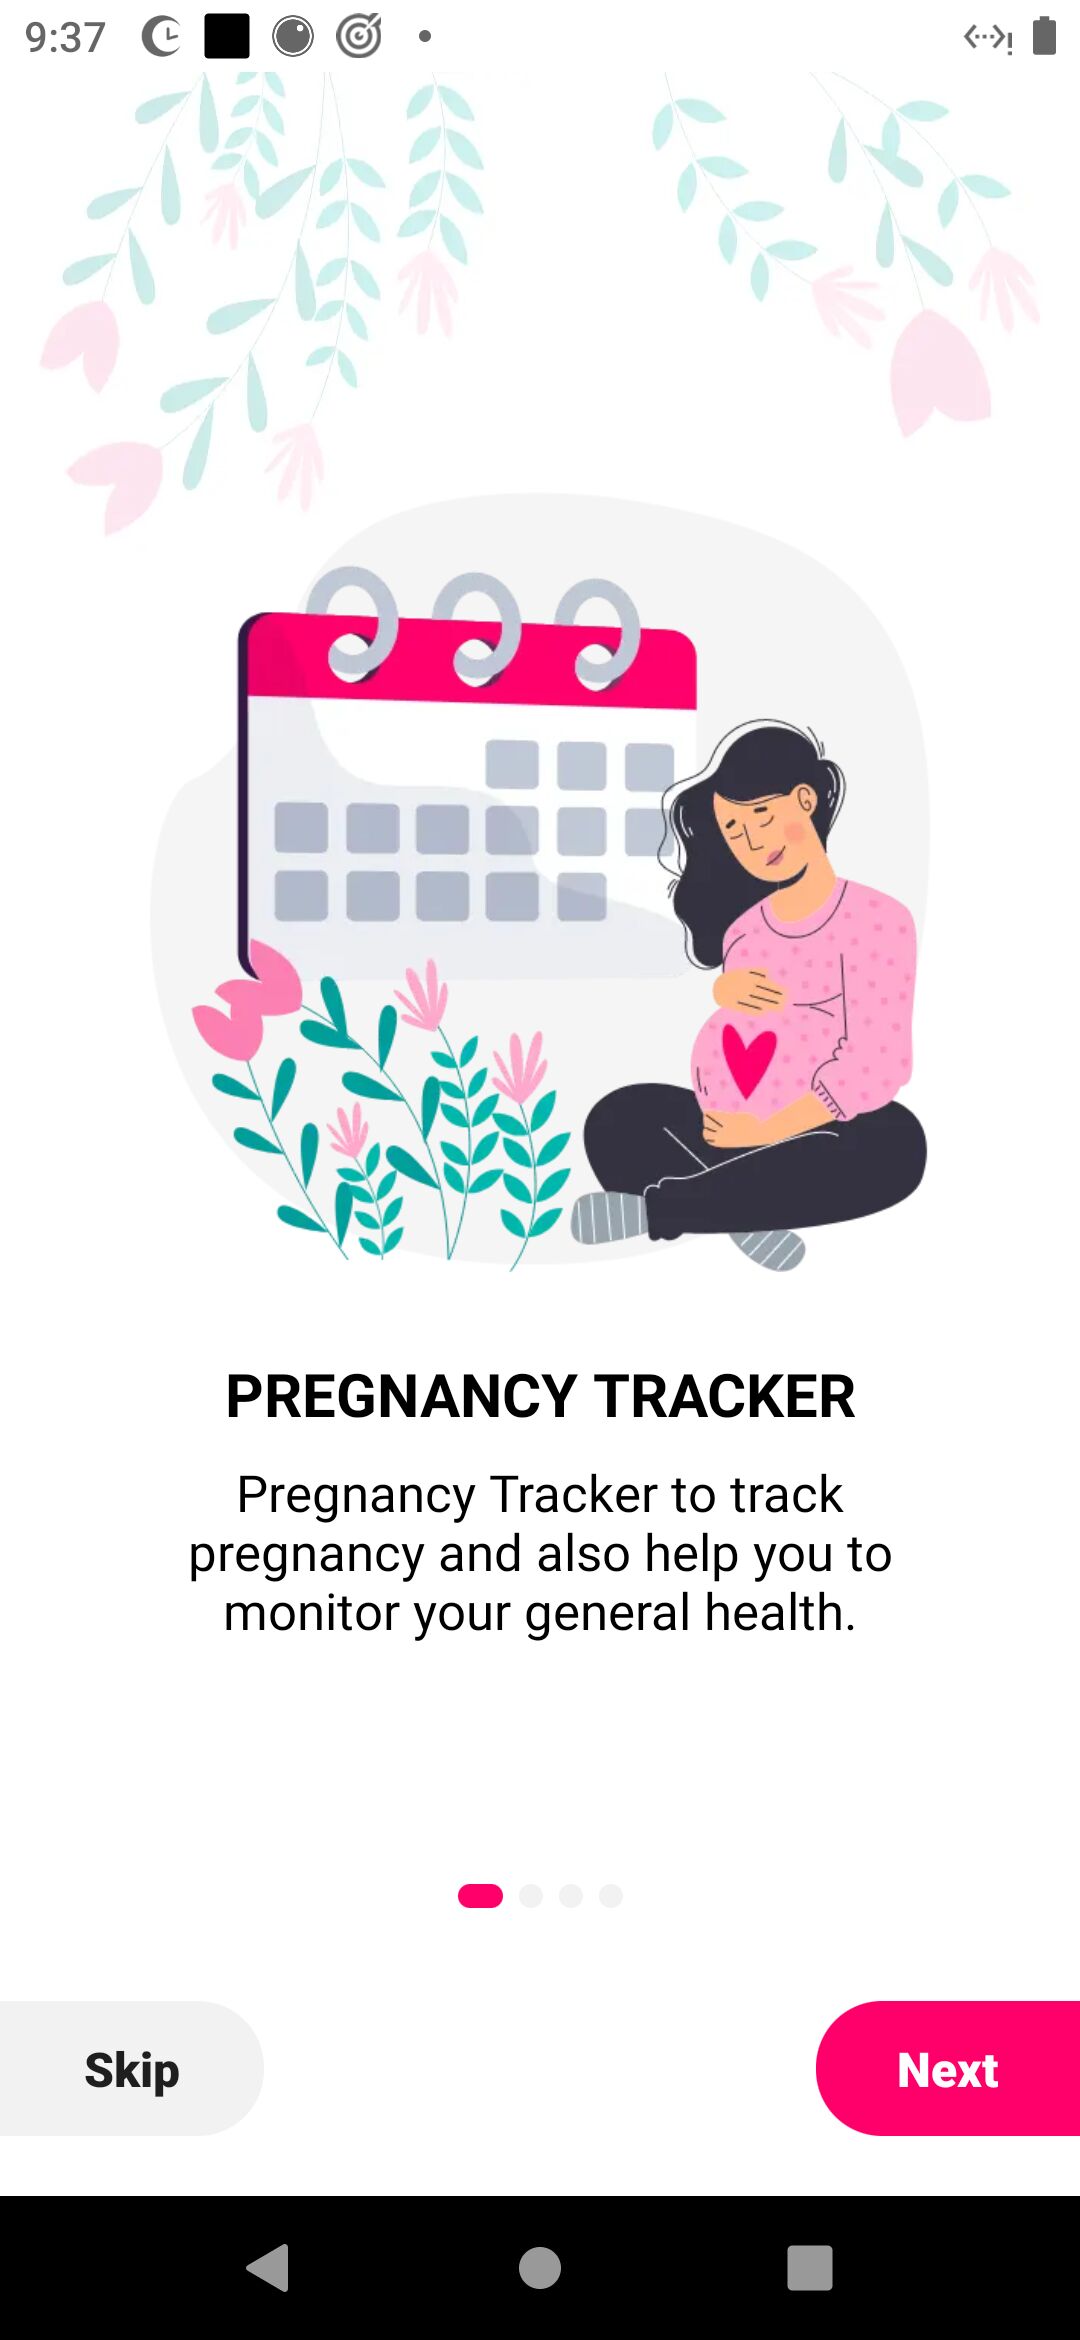 9:37
PREGNANCY TRACKER
Pregnancy Tracker to track
pregnancy and also help you to
monitor your general health.
Skip
Next